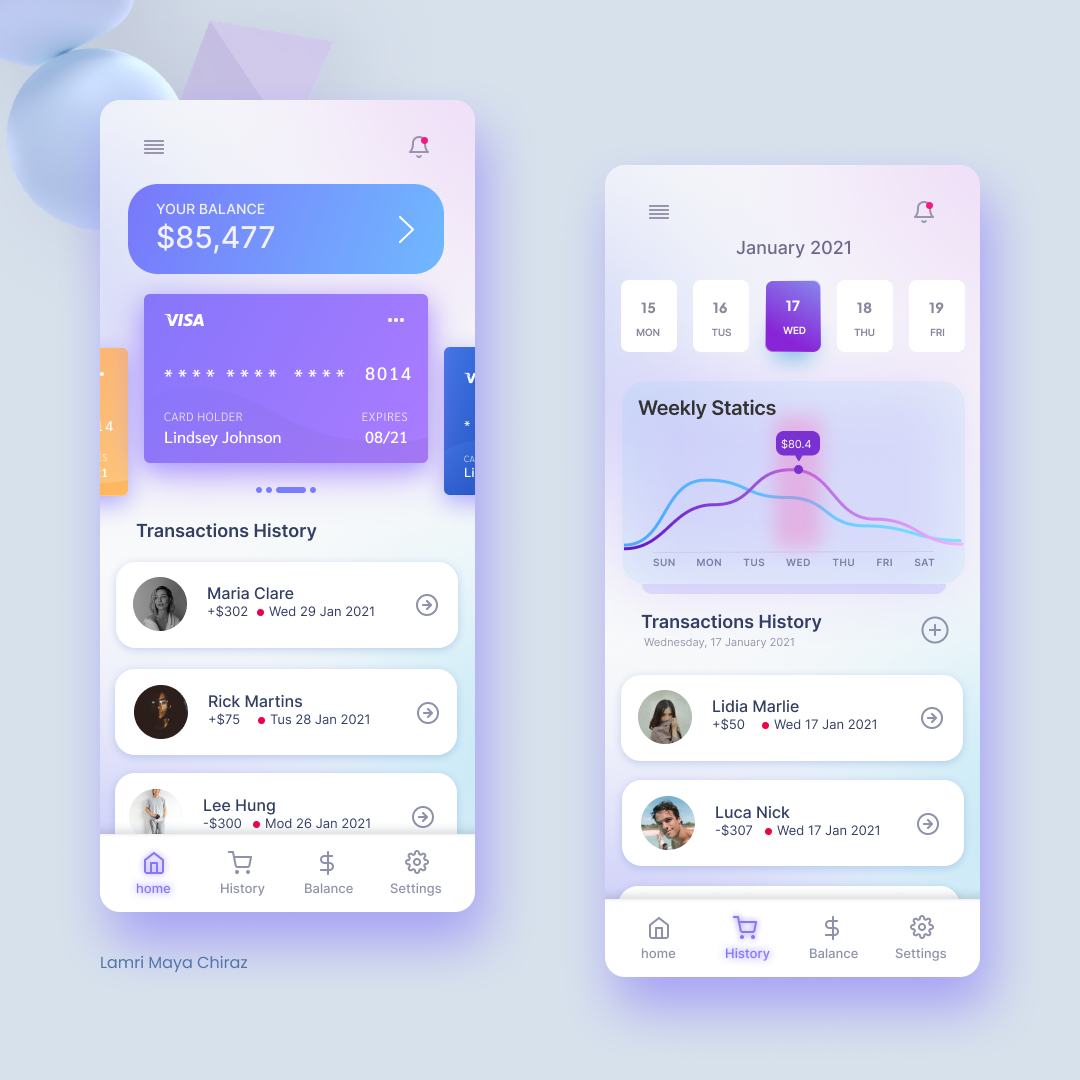 YOUR BALANCE
$85,477
VISA
**** **** **** 8014
CARD HOLDER
EXPIRES
Lindsey Johnson
08/21
Transactions History
Maria Clare
+$302 Wed 29 Jan 2021
Rick Martins
+$75 Tus 28 Jan 2021
Lee Hung
-$300 Mod 26 Jan 2021
home
History
Balance
Settings
Lamri Maya Chiraz
January 2021
15 16 17 18 19
MON TUS WED THU FRI
Weekly Statics
$80.4
SUN MON TUS WED THU FRI SAT
Transactions History
Wednesday, 17 January 2021
Lidia Marlie
+$50 Wed 17 Jan 2021
Luca Nick
-$307 Wed 17 Jan 2021
home
History
Balance
Settings